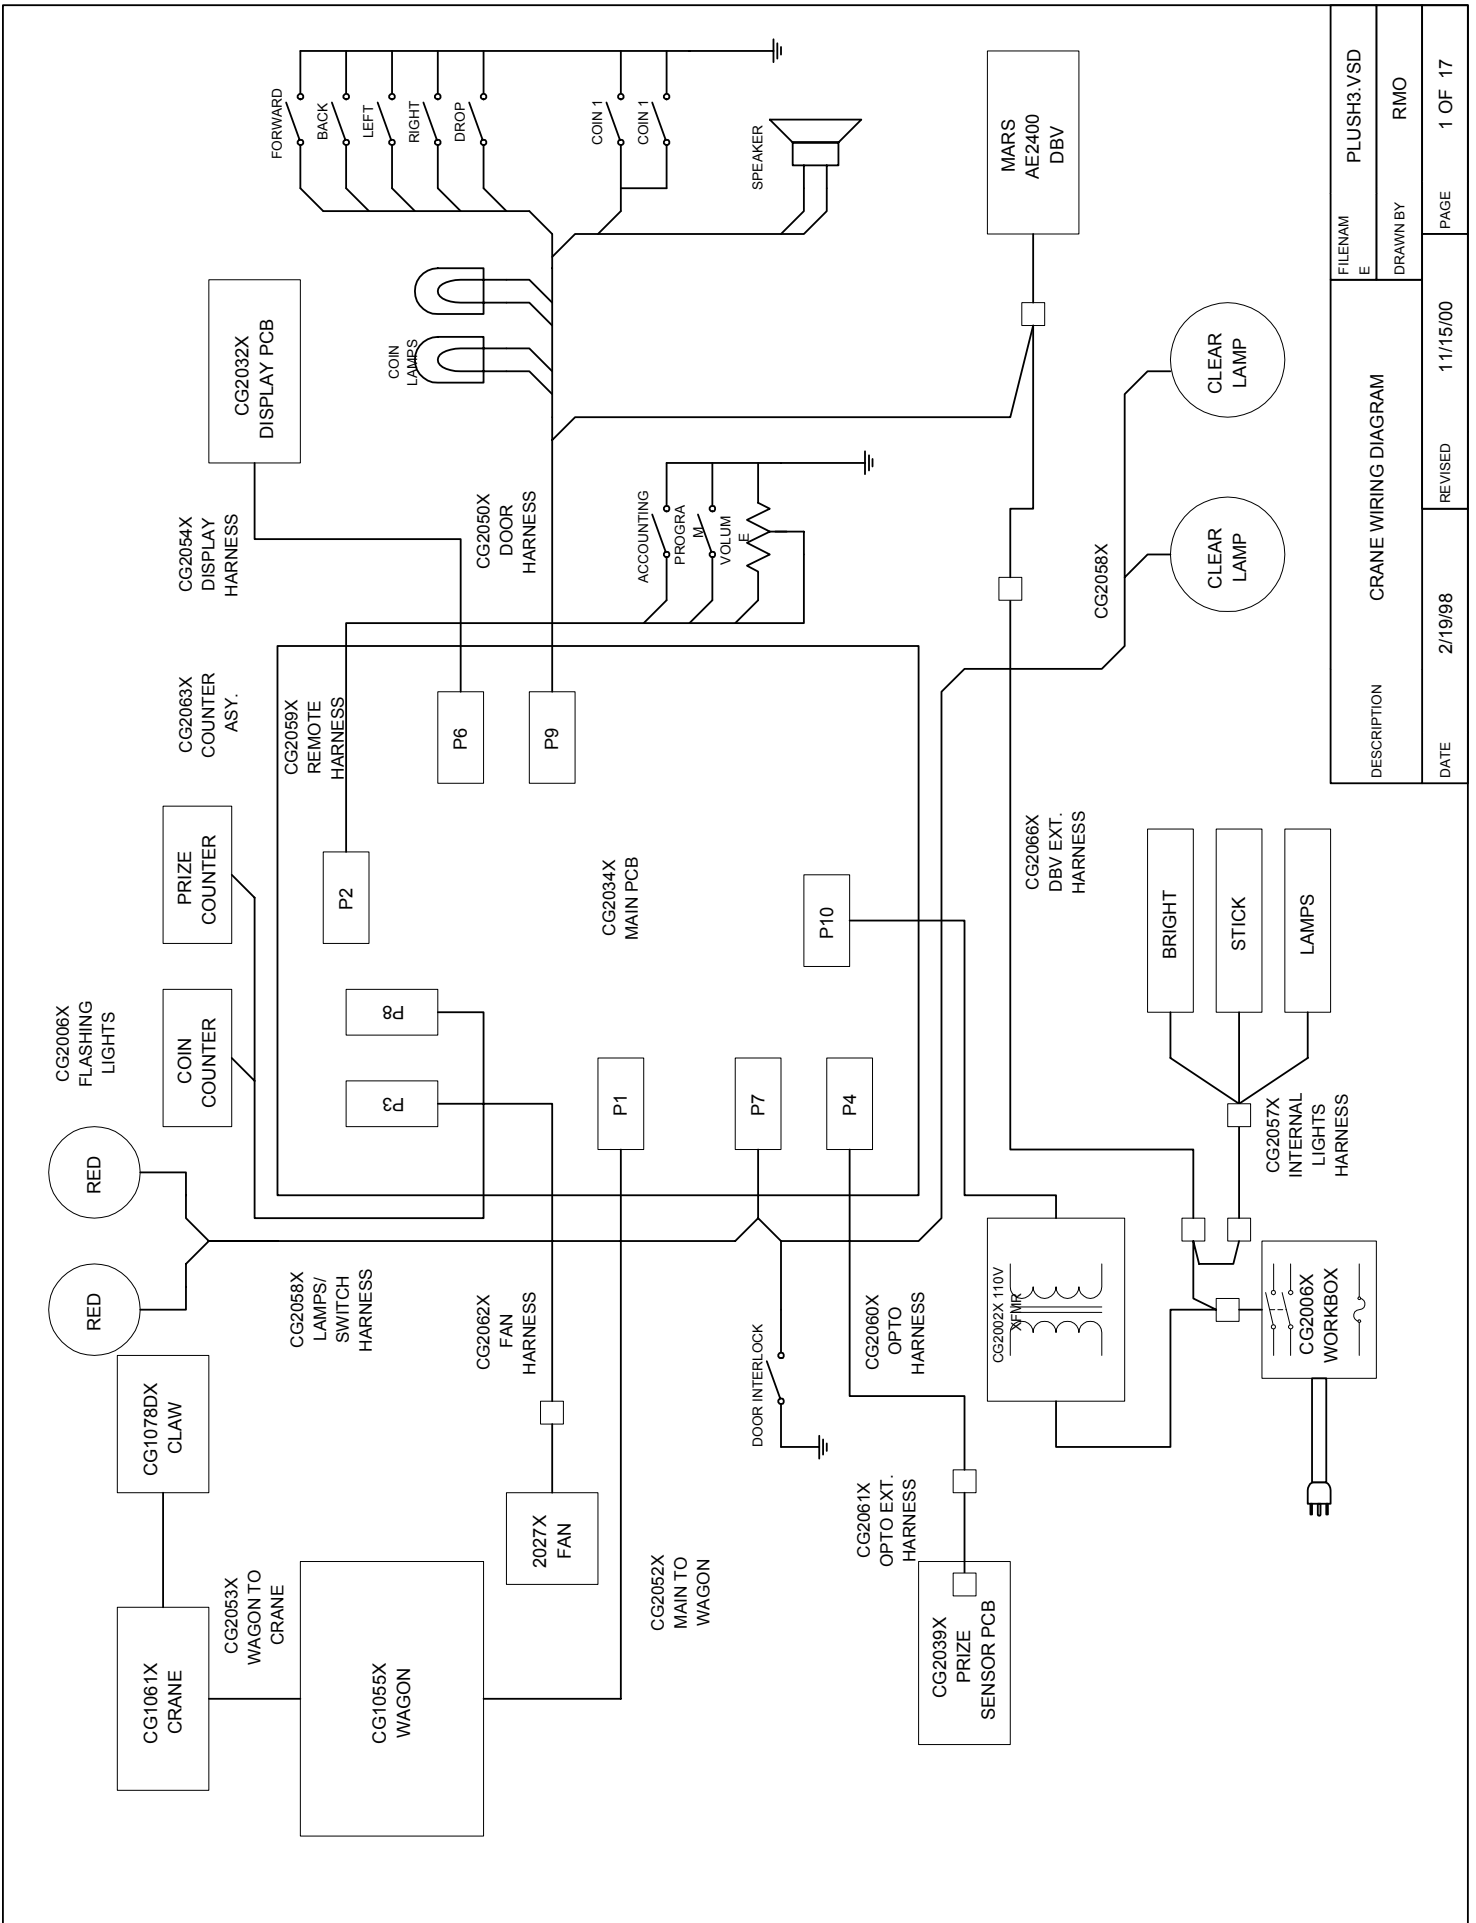 CG1061X
CRANE
CG1078DX
CLAW
RED
RED
CG2006X
FLASHING
LIGHTS
COIN
COUNTER
PRIZE
COUNTER
CG2063X
COUNTER
ASY.
CG2054X
DISPLAY
HARNESS
CG2032X
DISPLAY PCB
FORWARD
BACK
LEFT
RIGHT
DROP
COIN 1
COIN 1
SPEAKER
COIN
LAMPS
CG2053X
WAGON TO
CRANE
CG1055X
WAGON
CG2058X
LAMPS/
SWITCH
HARNESS
CG2059X
REMOTE
HARNESS
P3
P8
P2
P6
P9
CG2050X
DOOR
HARNESS
CG2062X
FAN
HARNESS
2027X
FAN
P1
CG2034X
MAIN PCB
ACCOUNTING
PROGRA
M
VOLUM
E
CG2052X
MAIN TO
WAGON
DOOR INTERLOCK
P7
P4
P10
CG2060X
OPTO
HARNESS
CG2061X
OPTO EXT.
HARNESS
CG2039X
PRIZE
SENSOR PCB
CG2002X 110V
XFMR
MARS
AE2400
DBV
CG2066X
DBV EXT.
HARNESS
CG2058X
CLEAR
LAMP
CLEAR
LAMP
BRIGHT
STICK
LAMPS
CG2057X
INTERNAL
LIGHTS
HARNESS
CG2006X
WORKBOX
DESCRIPTION
CRANE WIRING DIAGRAM
FILENAM
E
PLUSH3.VSD
DRAWN BY
RMO
DATE
2/19/98
REVISED
11/15/00
PAGE
1 OF 17